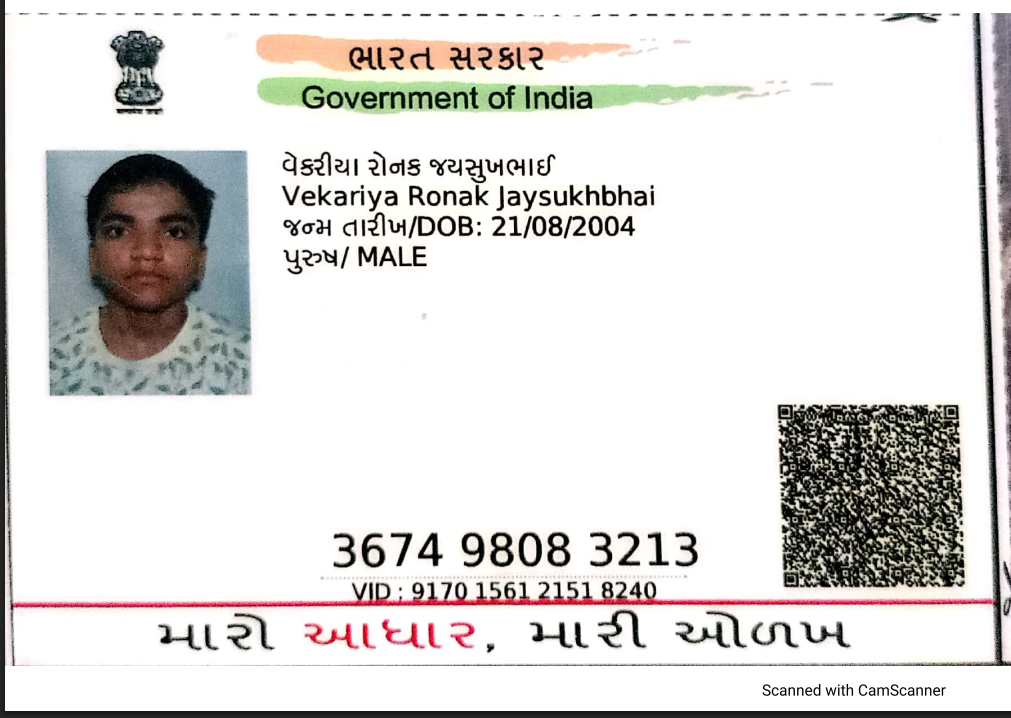 ભારત સરકાર
Government of India
વેકરીયા રોનક જયસુખભાઈ
Vekariya Ronak Jaysukhbhai
જન્મ તારીખ/DOB: 21/08/2004
પુરુષ/ MALE
3674 9808 3213
VID : 9170 1561 2151 8240
મારો આધાર, મારી ઓળખ
Scanned with CamScanner